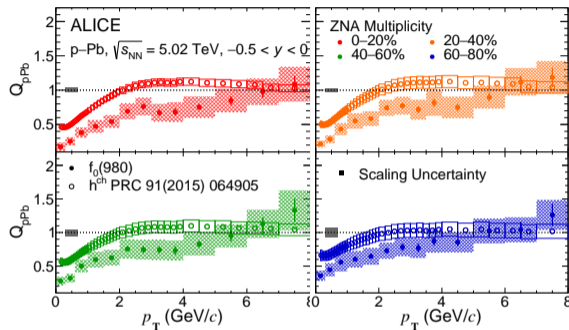 ALICE
p–Pb, √sNN = 5.02 TeV, −0.5 < y < 0
ZNA Multiplicity
0–20%
20–40%
40–60%
60–80%
QpPb
2
1.5
1
0.5
f0(980)
hch PRC 91(2015) 064905
Scaling Uncertainty
QpPb
2
1.5
1
0.5
0
2
4
6
0
2
4
6
8
pT (GeV/c)
pT (GeV/c)